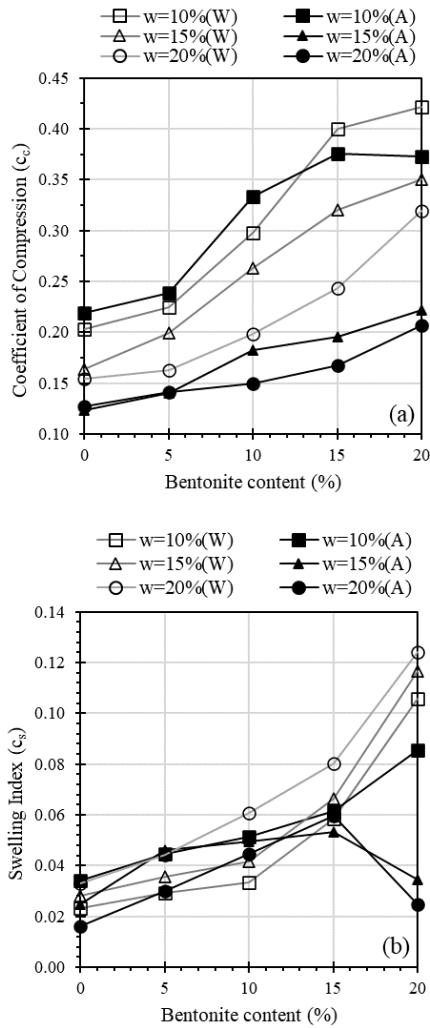 w=10%(W) w=10%(A)
w=15%(W) w=15%(A)
w=20%(W) w=20%(A)
0.45
0.40
0.35
0.30
0.25
0.20
0.15
0.10
Coefficient of Compression (cc)
(a)
0 5 10 15 20
Bentonite content (%)
w=10%(W) w=10%(A)
w=15%(W) w=15%(A)
w=20%(W) w=20%(A)
0.14
0.12
0.10
0.08
0.06
0.04
0.02
0.00
Swelling Index (cs)
(b)
0 5 10 15 20
Bentonite content (%)